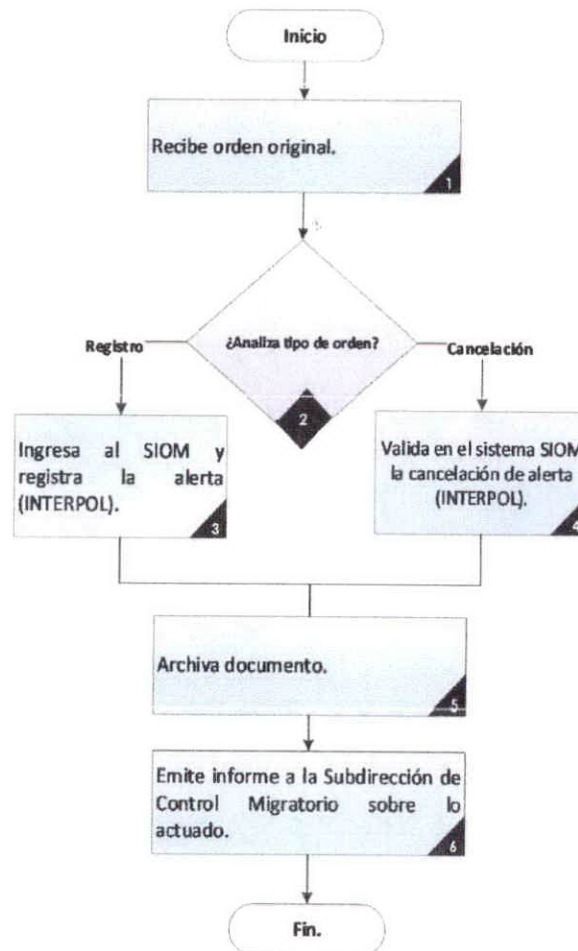 Inicio
Recibe orden original.
1
¿Analiza tipo de orden?
Registro
Cancelación
2
Ingresa al SIOM y
registra la alerta
(INTERPOL).
3
Valida en el sistema SIOM
la cancelación de alerta
(INTERPOL).
4
Archiva documento.
5
Emite informe a la Subdirección de
Control Migratorio sobre lo
actuado.
6
Fin.